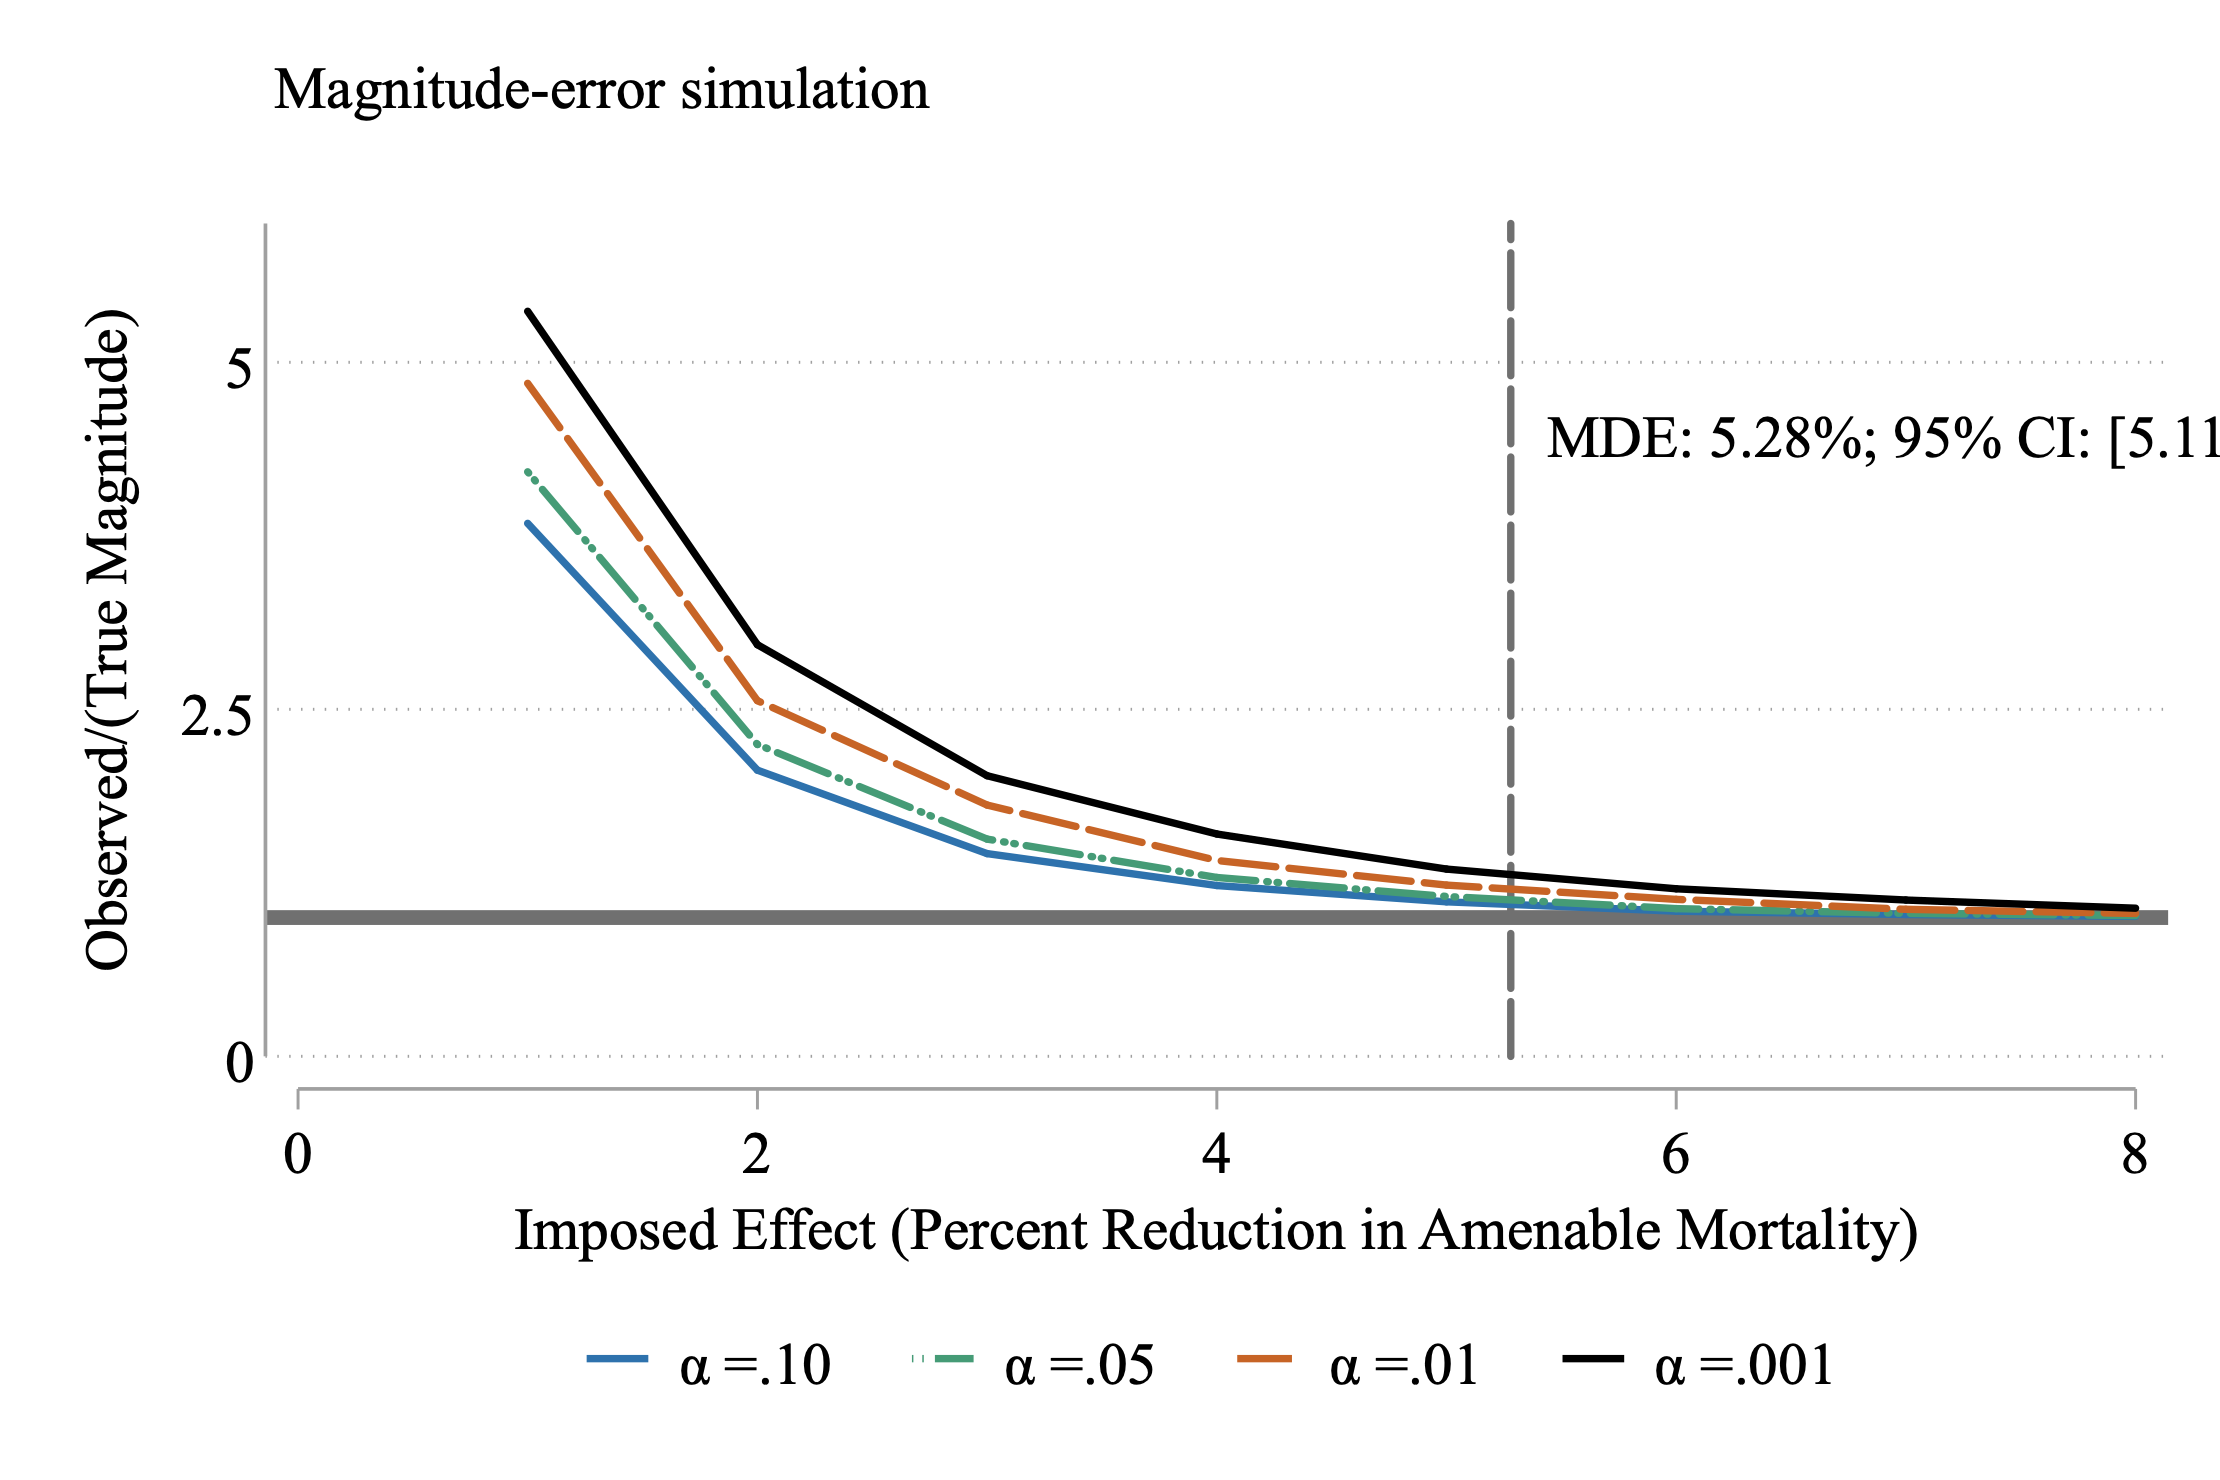 Magnitude-error simulation
Observed/(True Magnitude)
5
2.5
0
MDE: 5.28%; 95% CI: [5.11
0 2 4 6 8
Imposed Effect (Percent Reduction in Amenable Mortality)
α =.10 α =.05 α =.01 α =.001